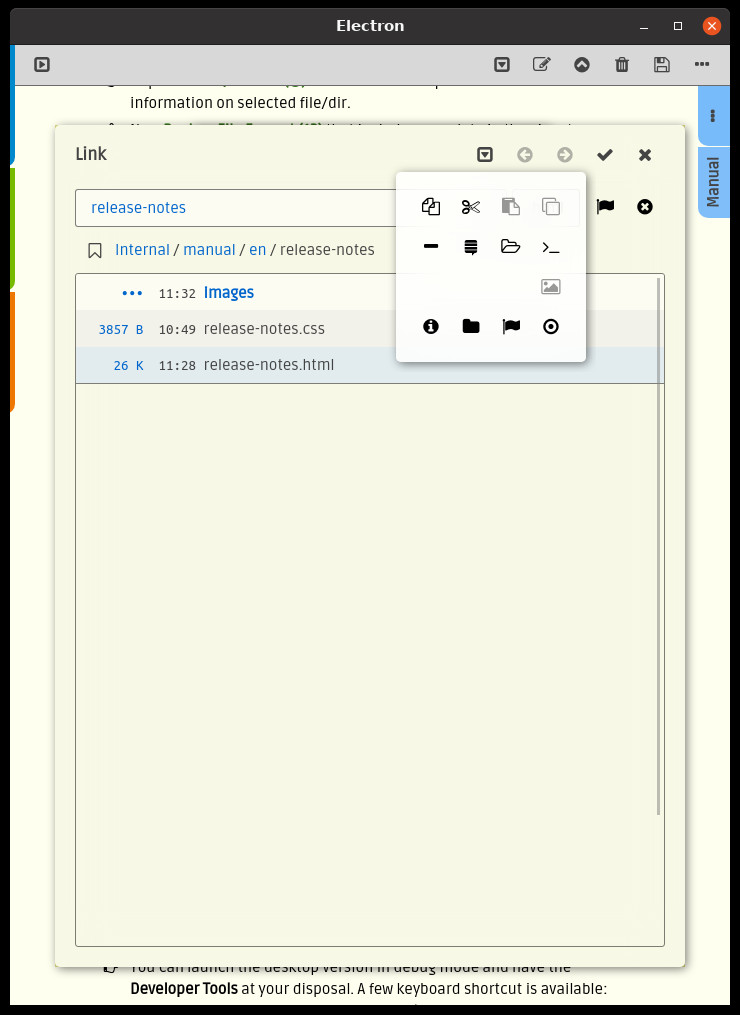 Electron
information on selected file/dir.
Link
release-notes
Internal / manual / en / release-notes
••• 11:32 Images
3857 B 10:49 release-notes.css
26 K 11:28 release-notes.html
Manual
You can launch the desktop version in debug mode and have the
Developer Tools at your disposal. A few keyboard shortcut is available: